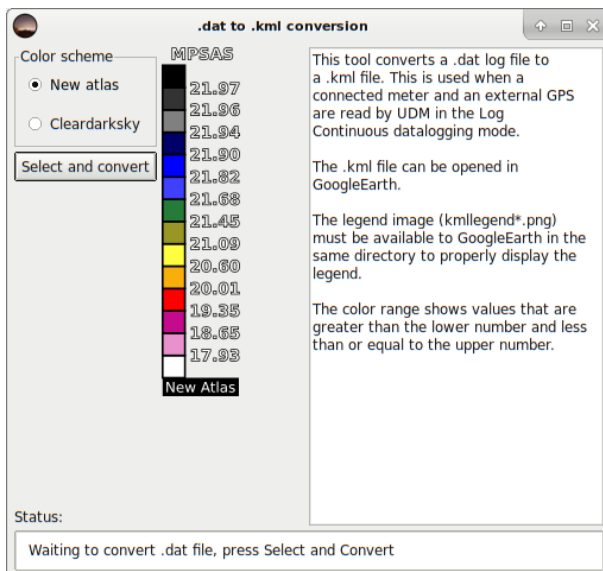 .dat to .kml conversion
Color scheme
New atlas
Cleardarksky
Select and convert
MPSAS
21.97
21.96
21.94
21.90
21.82
21.68
21.45
21.09
20.60
20.01
19.35
18.65
17.93
New Atlas
This tool converts a .dat log file to
a .kml file. This is used when a
connected meter and an external GPS
are read by UDM in the Log
Continuous datalogging mode.
The .kml file can be opened in
GoogleEarth.
The legend image (kmllegend*.png)
must be available to GoogleEarth in the
same directory to properly display the
legend.
The color range shows values that are
greater than the lower number and less
than or equal to the upper number.
Status:
Waiting to convert .dat file, press Select and Convert